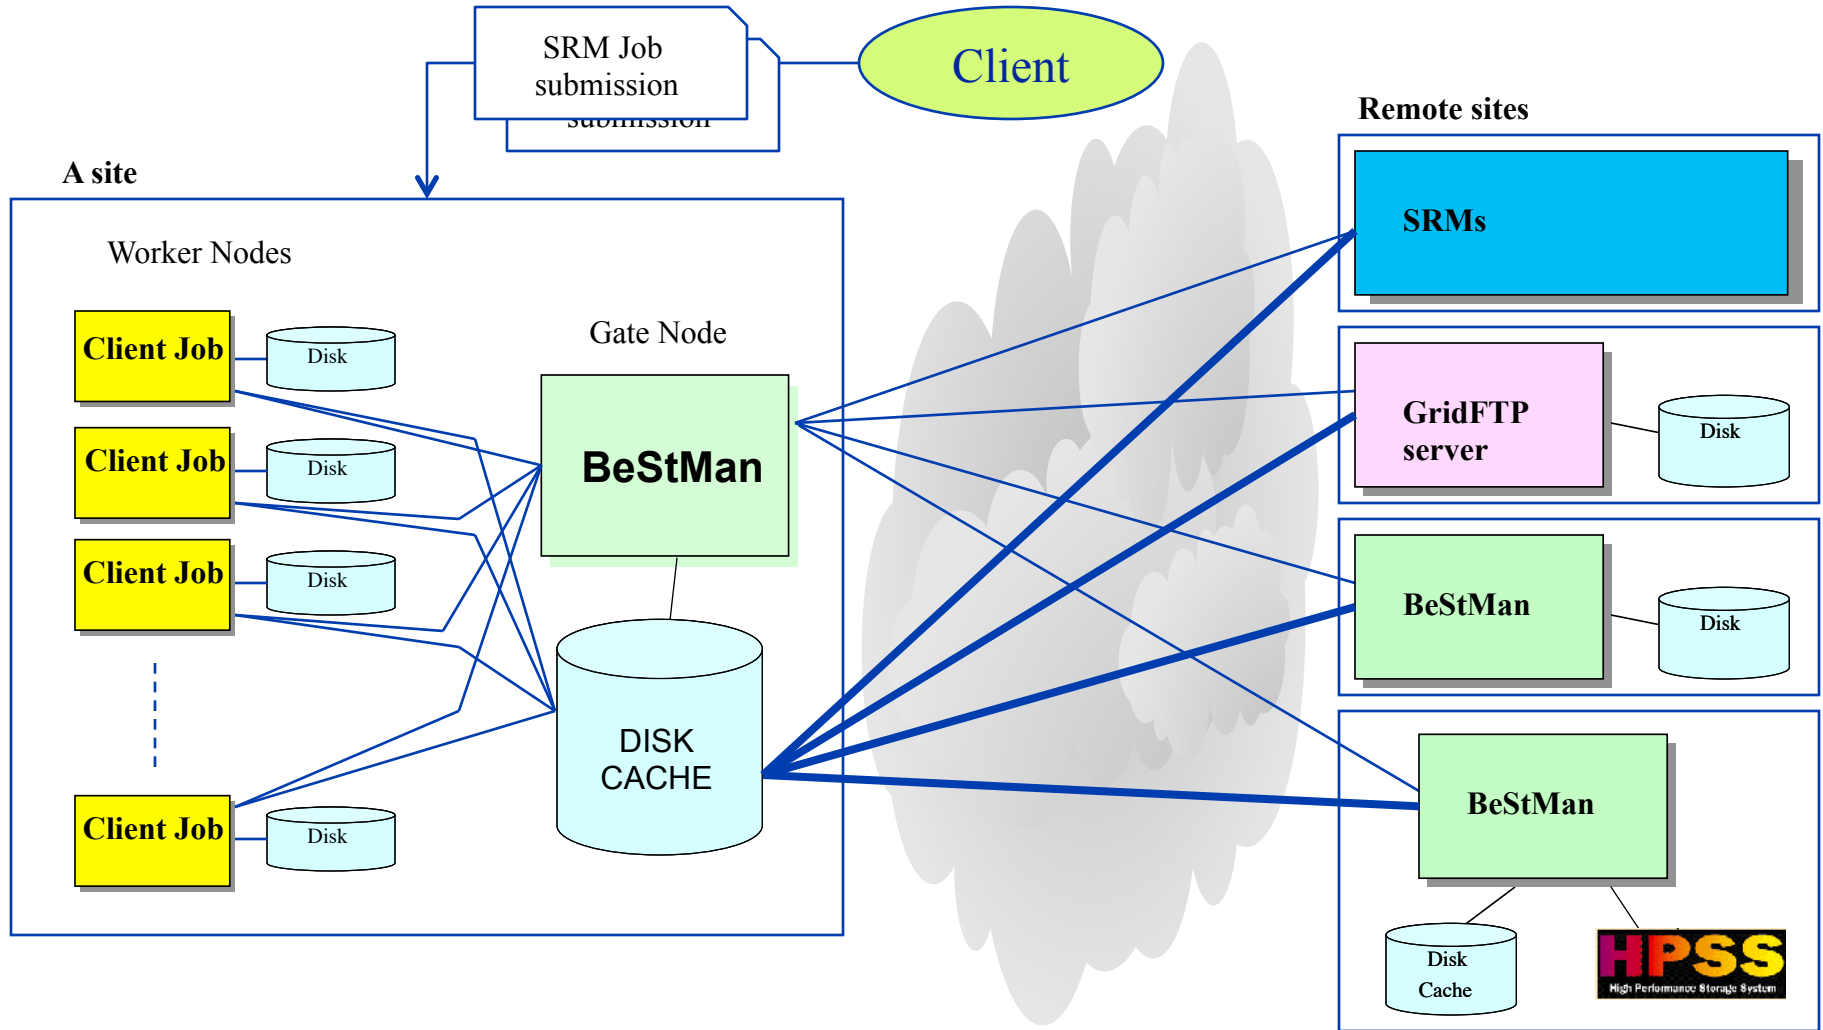 SRM Job
submission
submission
Client
Remote sites
A site
SRMs
Worker Nodes
Gate Node
Client Job
Disk
Client Job
Disk
Client Job
Disk
Client Job
Disk
BeStMan
DISK
CACHE
GridFTP
server
Disk
BeStMan
Disk
BeStMan
Disk
Cache
HPSS
High Performance Storage System